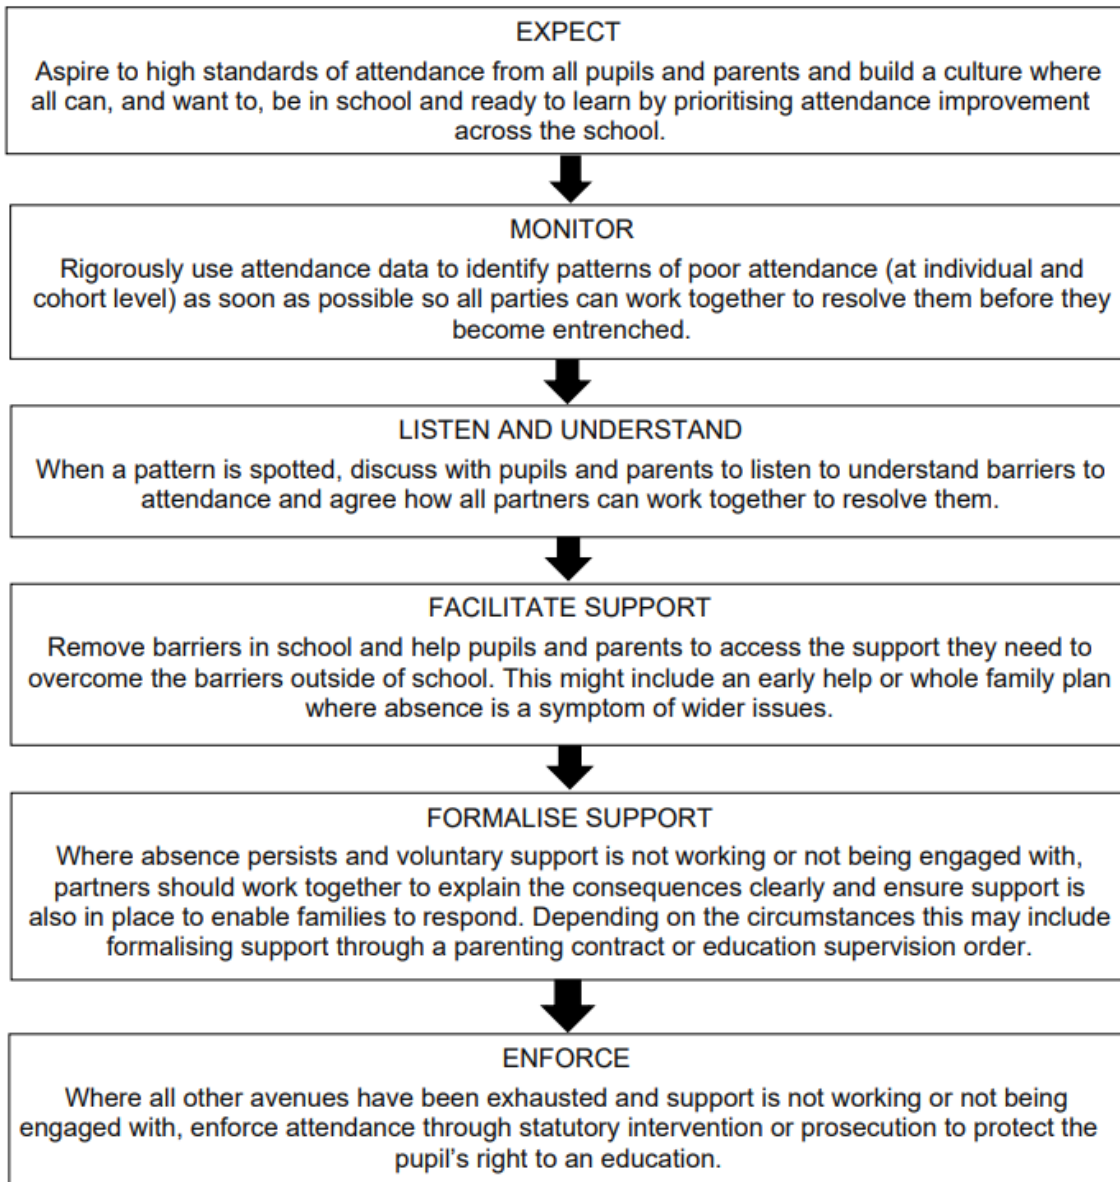 EXPECT
Aspire to high standards of attendance from all pupils and parents and build a culture where
all can, and want to, be in school and ready to learn by prioritising attendance improvement
across the school.
MONITOR
Rigorously use attendance data to identify patterns of poor attendance (at individual and
cohort level) as soon as possible so all parties can work together to resolve them before they
become entrenched.
LISTEN AND UNDERSTAND
When a pattern is spotted, discuss with pupils and parents to listen to understand barriers to
attendance and agree how all partners can work together to resolve them.
FACILITATE SUPPORT
Remove barriers in school and help pupils and parents to access the support they need to
overcome the barriers outside of school. This might include an early help or whole family plan
where absence is a symptom of wider issues.
FORMALISE SUPPORT
Where absence persists and voluntary support is not working or not being engaged with,
partners should work together to explain the consequences clearly and ensure support is
also in place to enable families to respond. Depending on the circumstances this may include
formalising support through a parenting contract or education supervision order.
ENFORCE
Where all other avenues have been exhausted and support is not working or not being
engaged with, enforce attendance through statutory intervention or prosecution to protect the
pupil's right to an education.